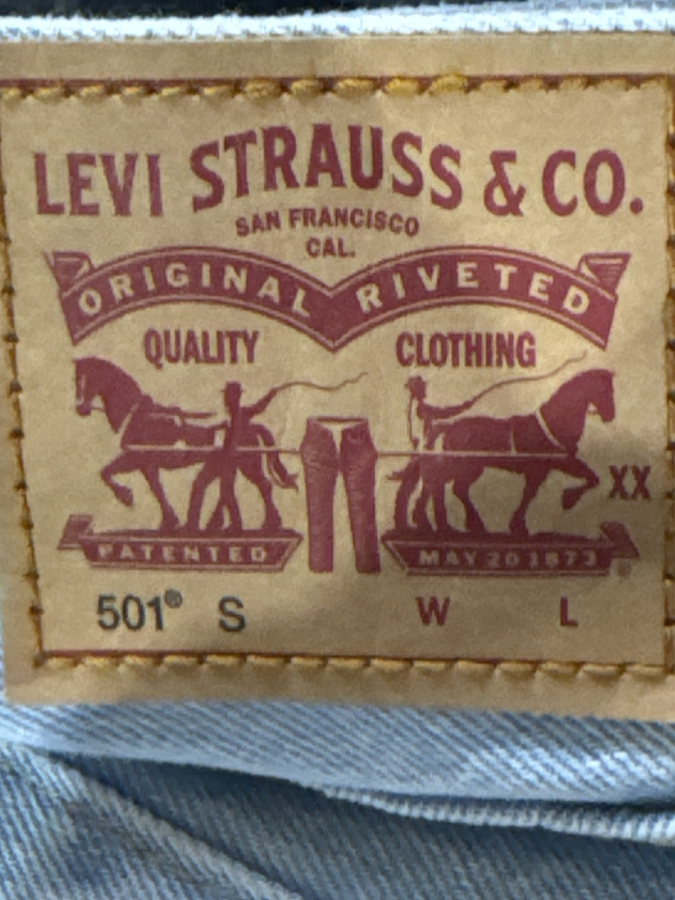 LEVI STRAUSS & CO.
SAN FRANCISCO
CAL.
ORIGINAL RIVETED
QUALITY CLOTHING
XX
PATENTED MAY 20 1873
501® S W L